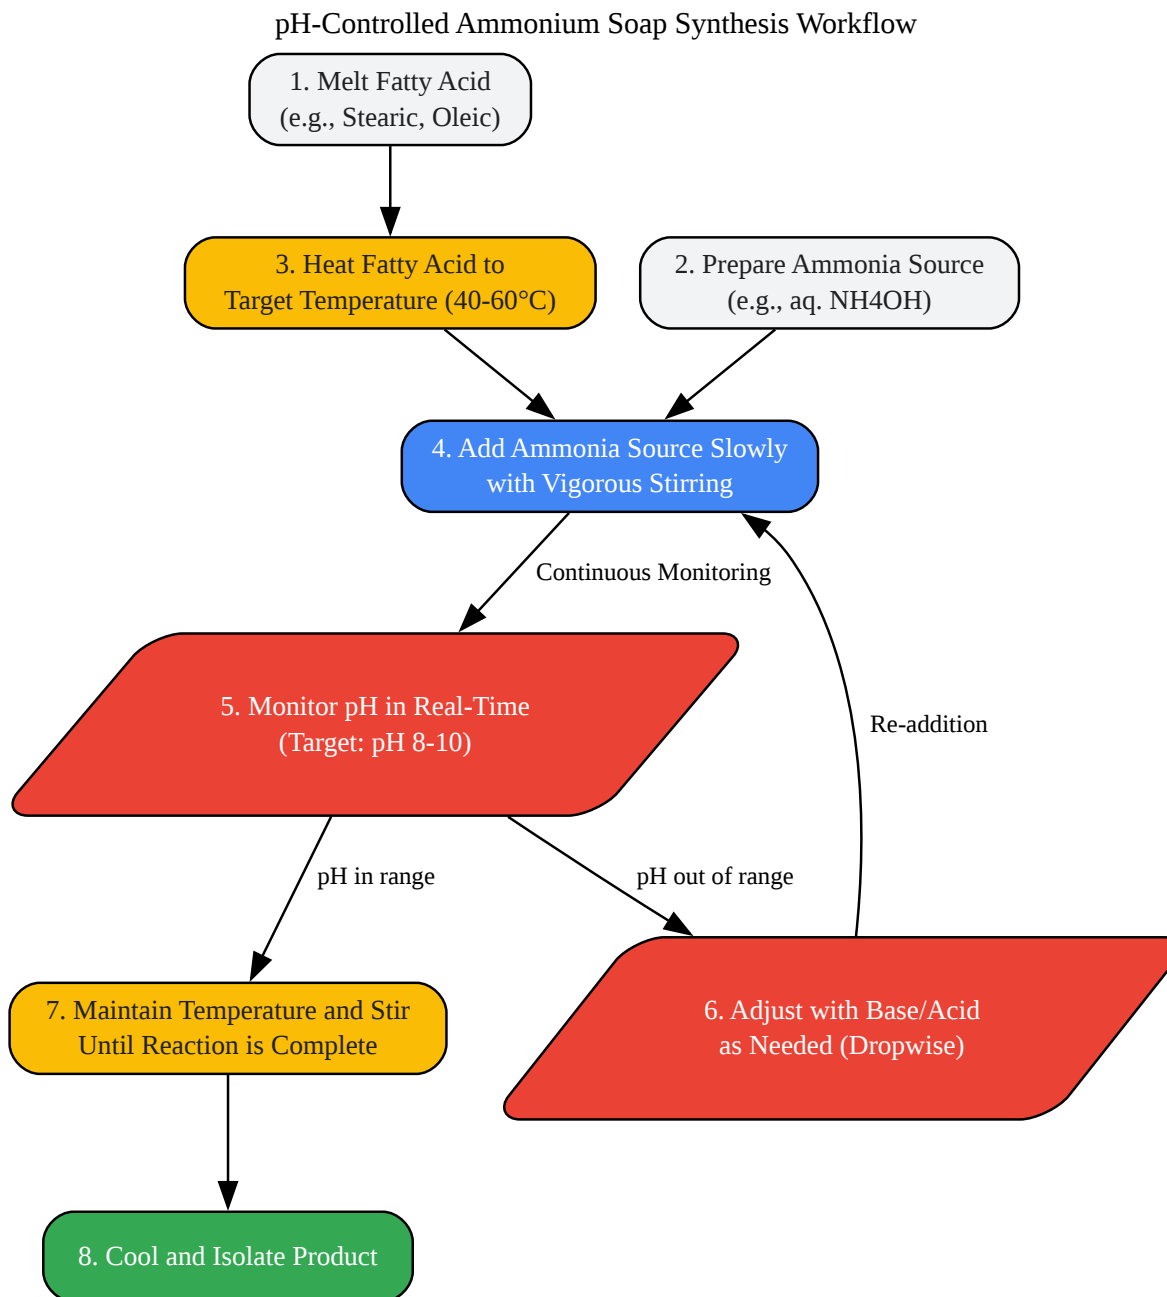 pH-Controlled Ammonium Soap Synthesis Workflow
1. Melt Fatty Acid
(e.g., Stearic, Oleic)
3. Heat Fatty Acid to
Target Temperature (40-60°C)
2. Prepare Ammonia Source
(e.g., aq. NH4OH)
4. Add Ammonia Source Slowly
with Vigorous Stirring
Continuous Monitoring
5. Monitor pH in Real-Time
(Target: pH 8-10)
Re-addition
pH in range
pH out of range
7. Maintain Temperature and Stir
Until Reaction is Complete
6. Adjust with Base/Acid
as Needed (Dropwise)
8. Cool and Isolate Product